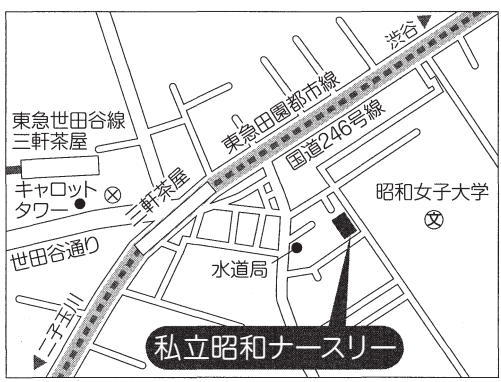 渋谷
東急田園都市線
国道246号線
東急世田谷線
三軒茶屋
キャロット
タワー
三軒茶屋
昭和女子大学
文
世田谷通り
水道局
二子玉川
私立昭和ナースリー